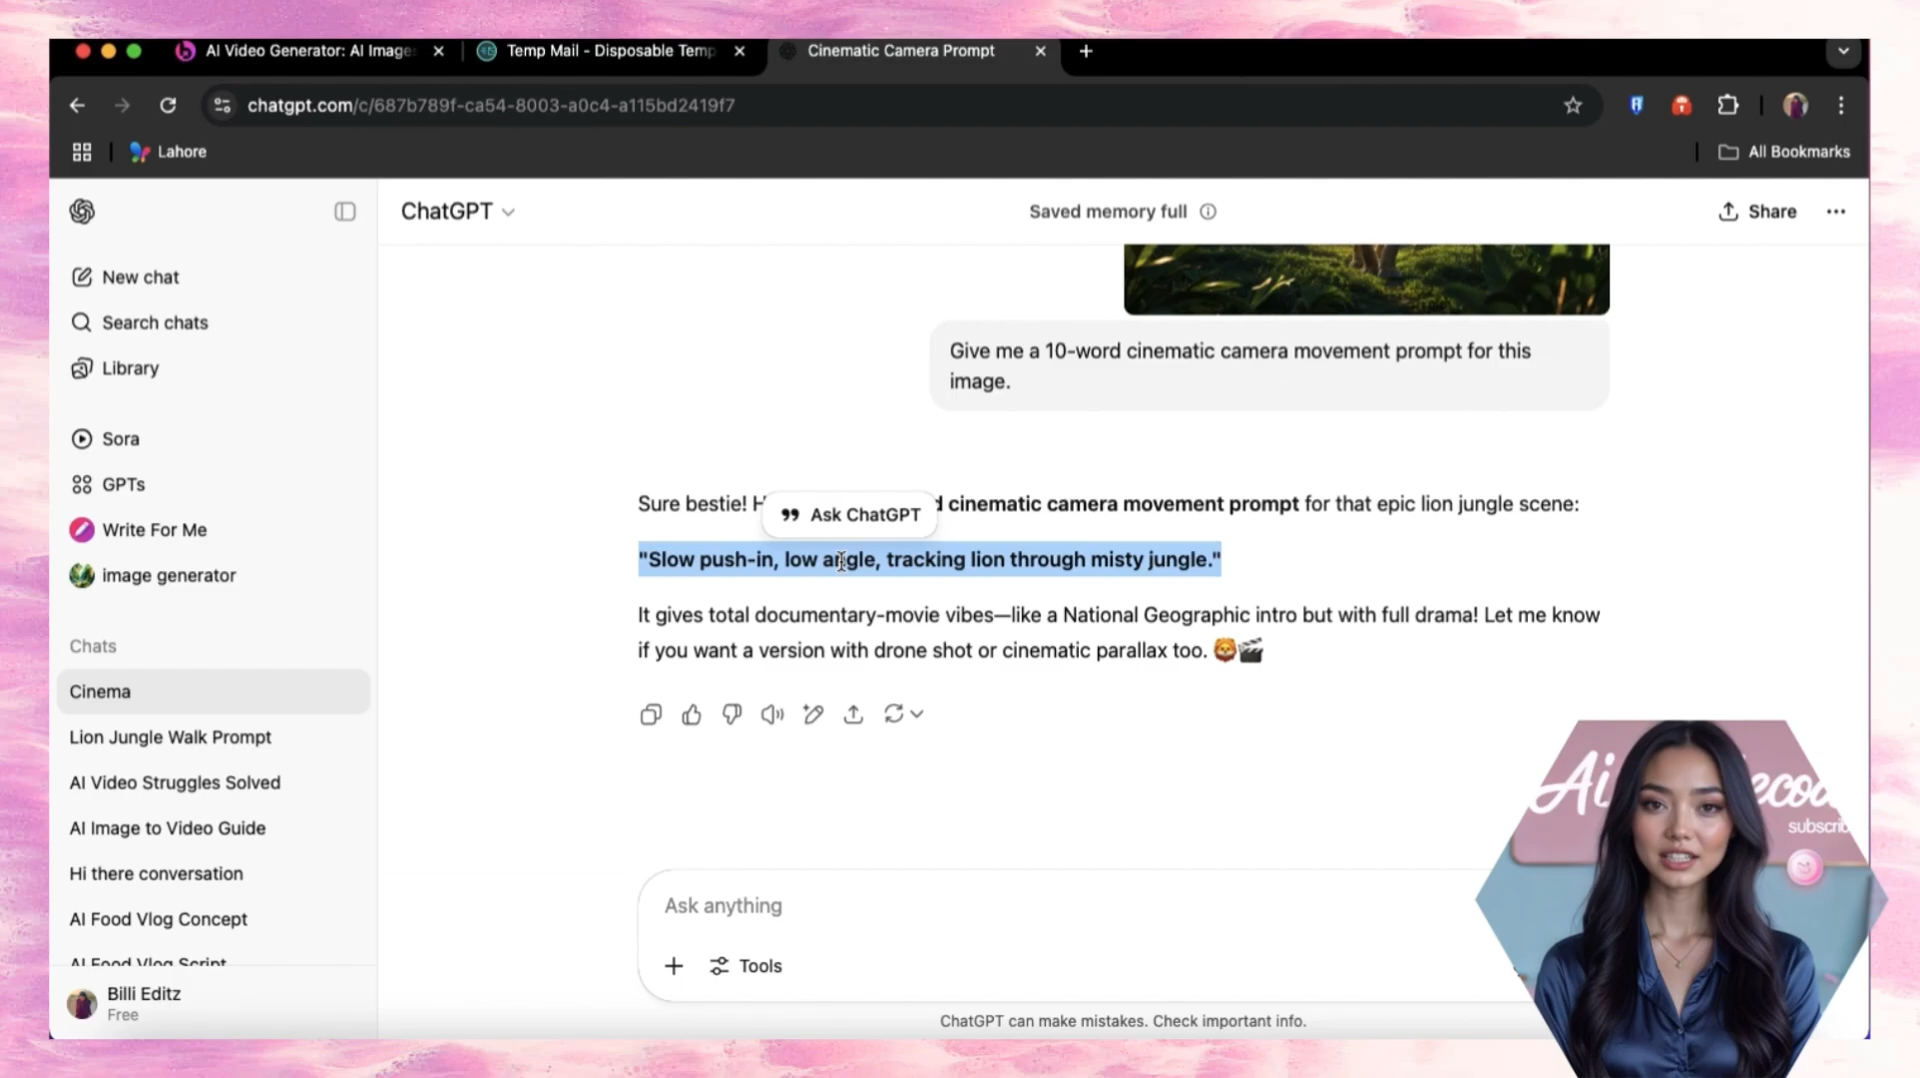 AI Video Generator: AI Image
Temp Mail - Disposable Temp
Cinematic Camera Prompt
chatgpt.com/c/687b789f-ca54-8003-a0c4-a115bd2419f7
Lahore
All Bookmarks
ChatGPT
Saved memory full
Share
New chat
Search chats
Library
Sora
GPTs
Write For Me
image generator
Chats
Cinema
Lion Jungle Walk Prompt
AI Video Struggles Solved
AI Image to Video Guide
Hi there conversation
AI Food Vlog Concept
AI Food Vlog Script
Billi Editz
Free
Give me a 10-word cinematic camera movement prompt for this
image.
Sure bestie! H cinematic camera movement prompt for that epic lion jungle scene:
Ask ChatGPT
"Slow push-in, low angle, tracking lion through misty jungle."
It gives total documentary-movie vibes—like a National Geographic intro but with full drama! Let me know
if you want a version with drone shot or cinematic parallax too. 🦁🎬
Ask anything
Tools
ChatGPT can make mistakes. Check important info.
Ai ecod
subscrib